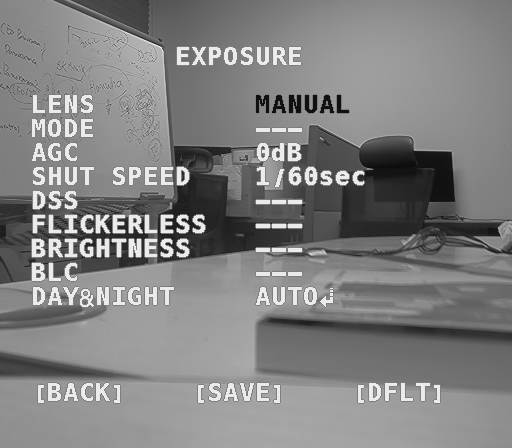 EXPOSURE
LENS MANUAL
MODE ---
AGC 0dB
SHUT SPEED 1/60sec
DSS ---
FLICKERLESS ---
BRIGHTNESS ---
BLC ---
DAY&NIGHT AUTO↲
[BACK] [SAVE] [DFLT]